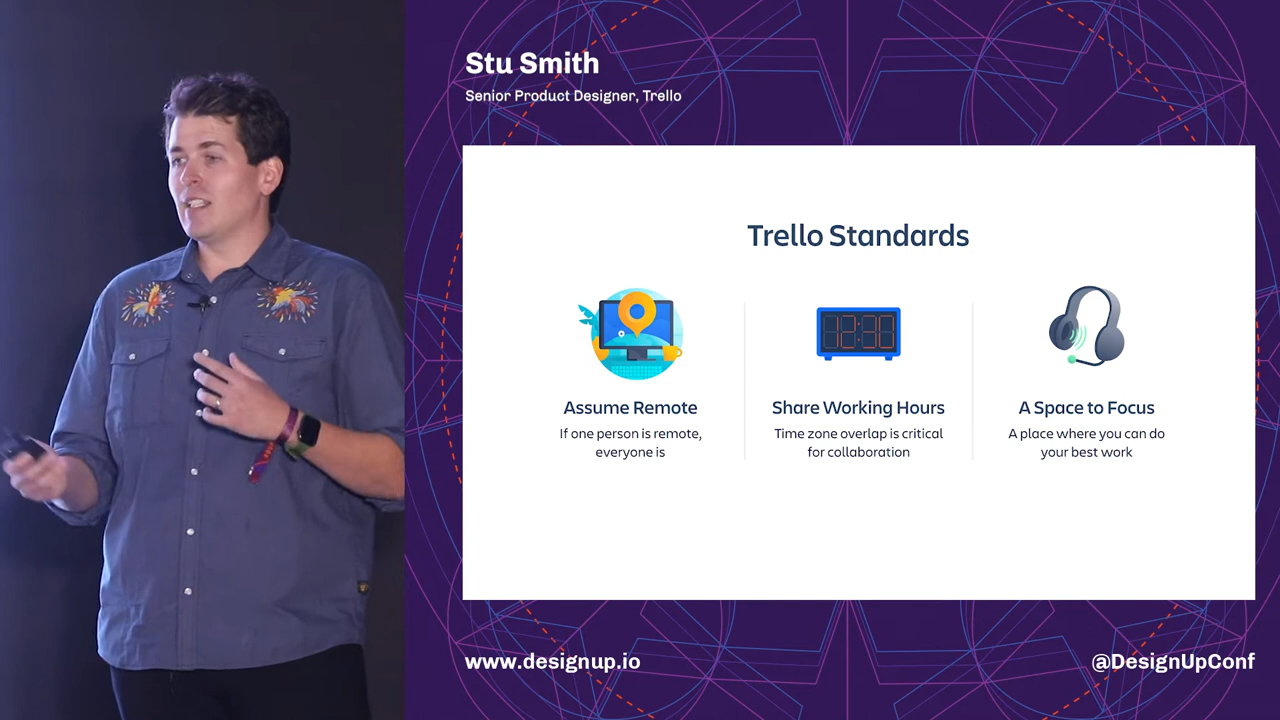 Stu Smith
Senior Product Designer, Trello
Trello Standards
Assume Remote
If one person is remote,
everyone is
12:30
Share Working Hours
Time zone overlap is critical
for collaboration
A Space to Focus
A place where you can do
your best work
www.designup.io
@DesignUpConf